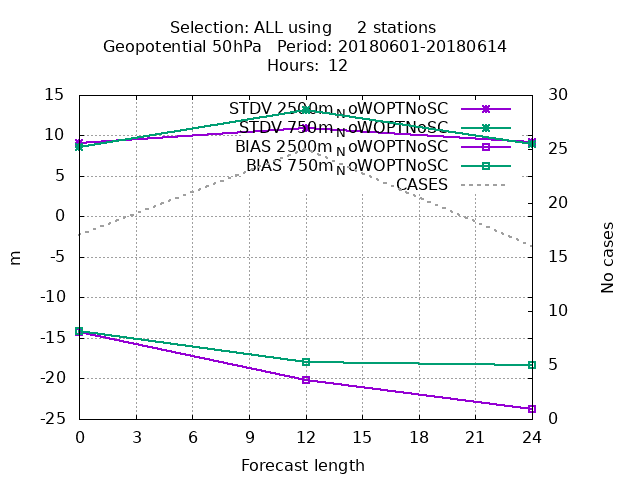 Selection: ALL using     2 stations
Geopotential 50hPa   Period: 20180601-20180614
Hours: 12
STDV 2500m_NoWOPTNoSC
STDV 750m_NoWOPTNoSC
BIAS 2500m_NoWOPTNoSC
BIAS 750m_NoWOPTNoSC
CASES
15
10
5
0
-5
-10
-15
-20
-25
m
30
25
20
15
10
5
0
No cases
0 3 6 9 12 15 18 21 24
Forecast length